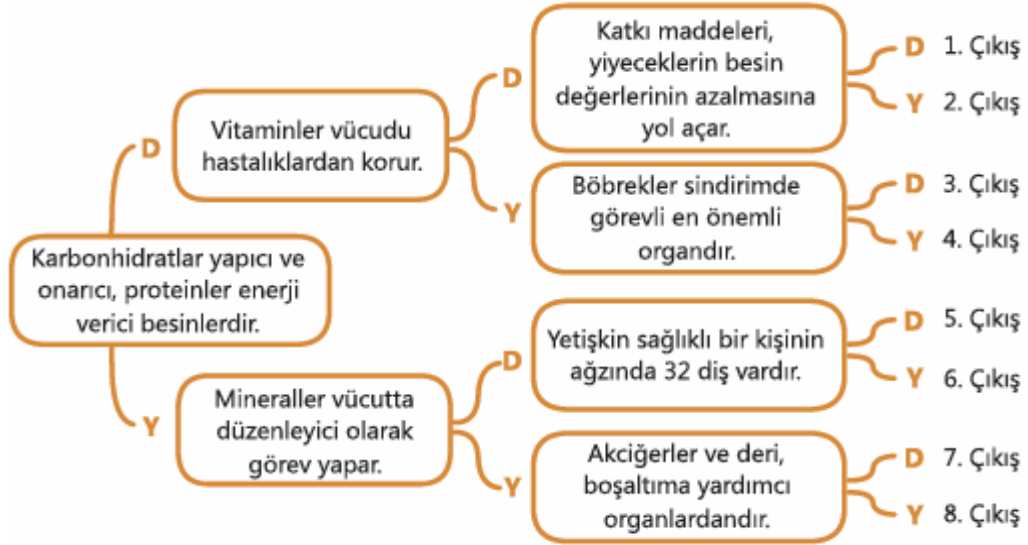 Karbonhidratlar yapıcı ve
onarıcı, proteinler enerji
verici besinlerdir.
D
Vitaminler vücudu
hastalıklardan korur.
Y
Mineraller vücutta
düzenleyici olarak
görev yapar.
D
Katkı maddeleri,
yiyeceklerin besin
değerlerinin azalmasına
yol açar.
Y
Böbrekler sindirimde
görevli en önemli
organdır.
D
Yetişkin sağlıklı bir kişinin
ağzında 32 diş vardır.
Y
Akciğerler ve deri,
boşaltıma yardımcı
organlardandır.
D 1. Çıkış
Y 2. Çıkış
D 3. Çıkış
Y 4. Çıkış
D 5. Çıkış
Y 6. Çıkış
D 7. Çıkış
Y 8. Çıkış